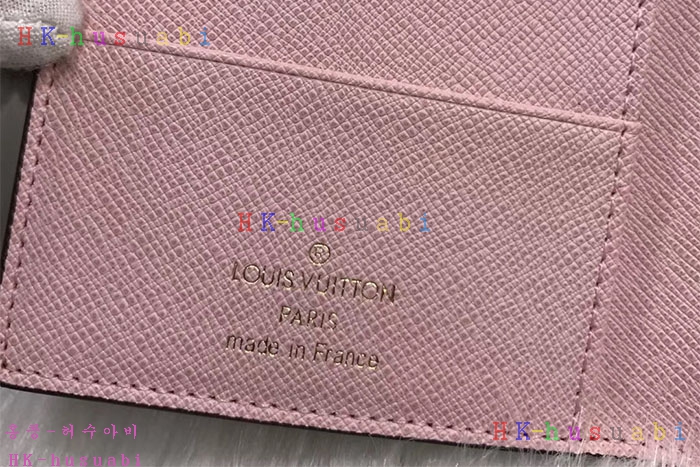 HK-husuabi
HK-husuabi
®
LOUIS VUITTON
PARIS
made in France
홍콩-허수아비
HK-husuabi
HK-husuabi